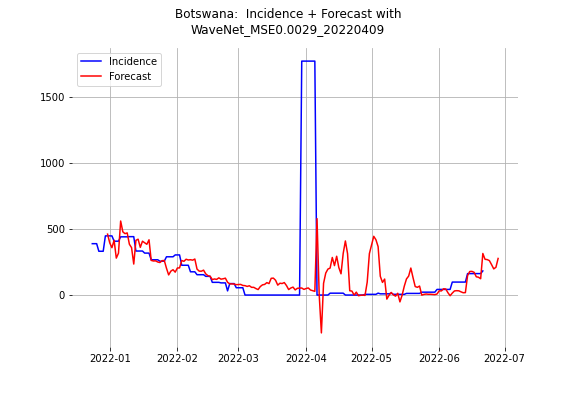 Botswana:  Incidence + Forecast with
WaveNet_MSE0.0029_20220409
Incidence
Forecast
1500
1000
500
0
2022-01
2022-02
2022-03
2022-04
2022-05
2022-06
2022-07